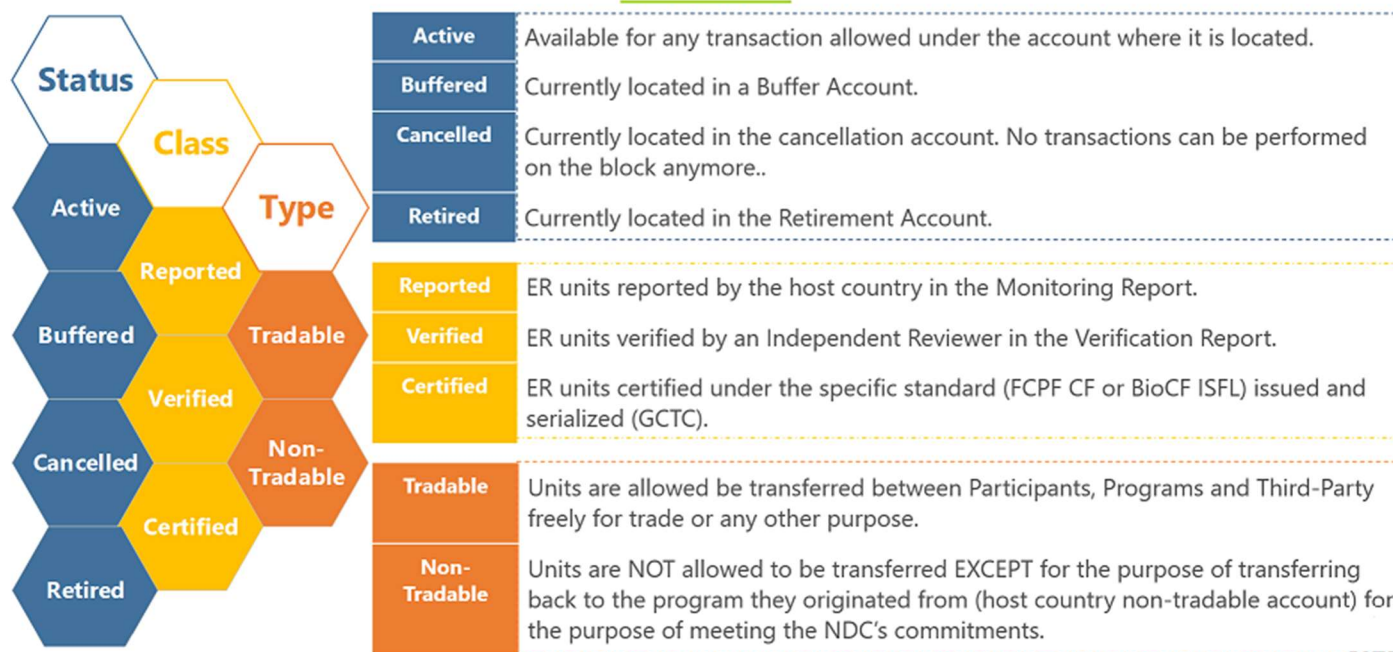 Status
Class
Type
Active
Reported
Buffered
Tradable
Verified
Cancelled
Non-
Tradable
Certified
Retired
Active
Available for any transaction allowed under the account where it is located.
Buffered
Currently located in a Buffer Account.
Cancelled
Currently located in the cancellation account. No transactions can be performed
on the block anymore..
Retired
Currently located in the Retirement Account.
Reported
ER units reported by the host country in the Monitoring Report.
Verified
ER units verified by an Independent Reviewer in the Verification Report.
Certified
ER units certified under the specific standard (FCPF CF or BioCF ISFL) issued and
serialized (GCTC).
Tradable
Units are allowed be transferred between Participants, Programs and Third-Party
freely for trade or any other purpose.
Non-
Tradable
Units are NOT allowed to be transferred EXCEPT for the purpose of transferring
back to the program they originated from (host country non-tradable account) for
the purpose of meeting the NDC's commitments.